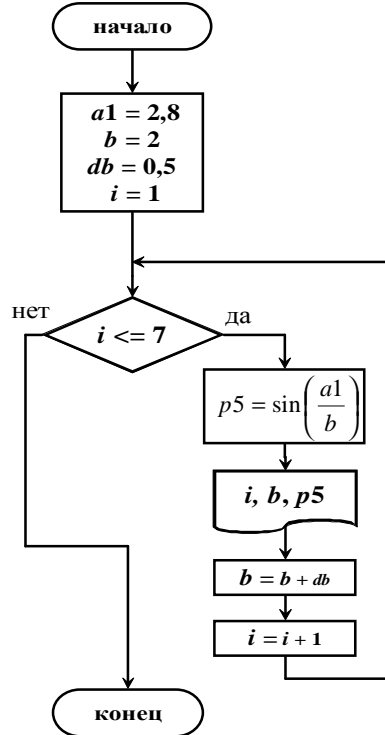 начало
a1 = 2,8
b = 2
db = 0,5
i = 1
нет
да
i <= 7
p5 = sin(a1/b)
i, b, p5
b = b + db
i = i + 1
конец